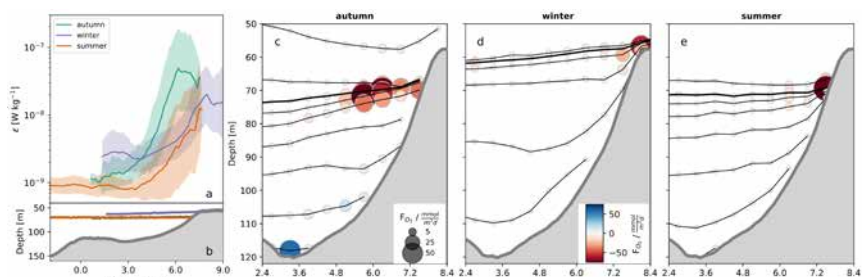 autumn
winter
summer
autumn
winter
summer
10⁻⁷
10⁻⁸
10⁻⁹
ε [W kg⁻¹]
a
b
Depth [m]
50
100
150
0.0 3.0 6.0 9.0
c
Depth [m]
50
60
70
80
90
100
110
120
2.4 3.6 4.8 6.0 7.2 8.4
F_O₂ / mmol/m²d
5
25
50
d
2.4 3.6 4.8 6.0 7.2 8.4
50
0
−50
F_O₂ / mmol/m²d
e
2.4 3.6 4.8 6.0 7.2 8.4